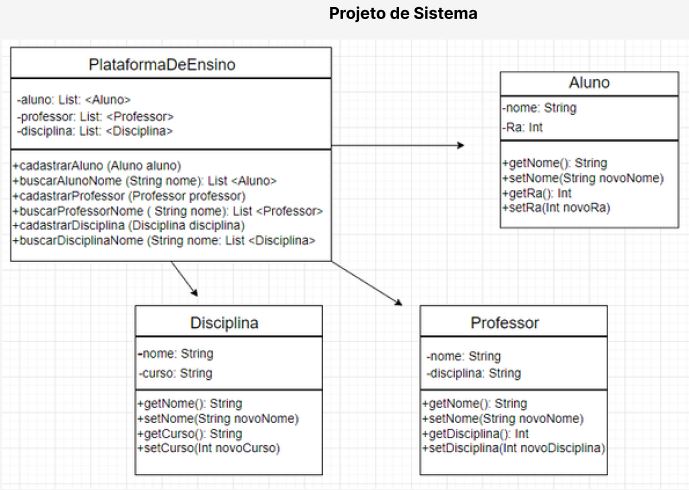 Projeto de Sistema
PlataformaDeEnsino
-aluno: List: <Aluno>
-professor: List: <Professor>
-disciplina: List: <Disciplina>
+cadastrarAluno (Aluno aluno)
+buscarAlunoNome (String nome): List <Aluno>
+cadastrarProfessor (Professor professor)
+buscarProfessorNome ( String nome): List <Professor>
+cadastrarDisciplina (Disciplina disciplina)
+buscarDisciplinaNome (String nome: List <Disciplina>
Aluno
-nome: String
-Ra: Int
+getNome(): String
+setNome(String novoNome)
+getRa(): Int
+setRa(Int novoRa)
Disciplina
-nome: String
-curso: String
+getNome(): String
+setNome(String novoNome)
+getCurso(): String
+setCurso(Int novoCurso)
Professor
-nome: String
-disciplina: String
+getNome(): String
+setNome(String novoNome)
+getDisciplina(): Int
+setDisciplina(Int novoDisciplina)